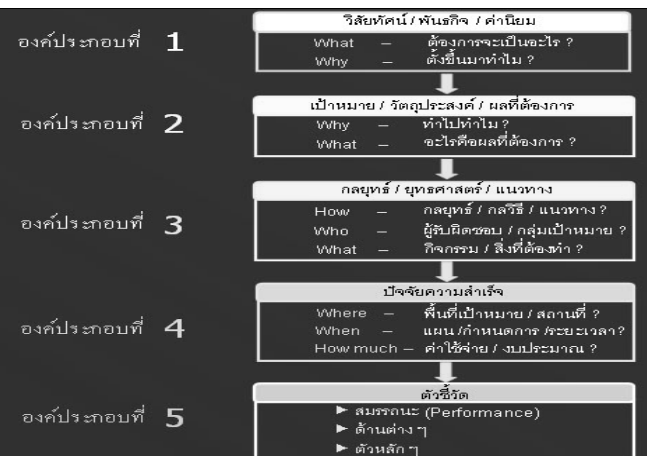 วิสัยทัศน์ / พันธกิจ / ค่านิยม
องค์ประกอบที่ 1
What – ต้องการจะเป็นอะไร ?
Why – ตั้งขึ้นมาทำไม ?
เป้าหมาย / วัตถุประสงค์ / ผลที่ต้องการ
องค์ประกอบที่ 2
Why – ทำไปทำไม ?
What – อะไรคือผลที่ต้องการ ?
กลยุทธ์ / ยุทธศาสตร์ / แนวทาง
องค์ประกอบที่ 3
How – กลยุทธ์ / กลวิธี / แนวทาง ?
Who – ผู้รับผิดชอบ / กลุ่มเป้าหมาย ?
What – กิจกรรม / สิ่งที่ต้องทำ ?
ปัจจัยความสำเร็จ
องค์ประกอบที่ 4
Where – พื้นที่เป้าหมาย / สถานที่ ?
When – แผน /กำหนดการ /ระยะเวลา?
How much – ค่าใช้จ่าย / งบประมาณ ?
ตัวชี้วัด
องค์ประกอบที่ 5
► สมรรถนะ (Performance)
► ด้านต่าง ๆ
► ตัวหลัก ๆ